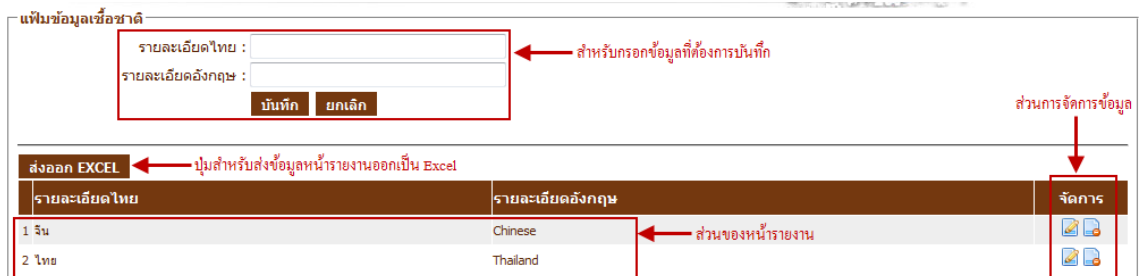 แฟ้มข้อมูลเชื้อชาติ
รายละเอียดไทย :
สำหรับกรอกข้อมูลที่ต้องการบันทึก
รายละเอียดอังกฤษ :
บันทึก ยกเลิก
ส่วนการจัดการข้อมูล
ส่งออก EXCEL ปุ่มสำหรับส่งข้อมูลหน้ารายงานออกเป็น Excel
รายละเอียดไทย รายละเอียดอังกฤษ จัดการ
1 จีน Chinese ส่วนของหน้ารายงาน
2 ไทย Thailand